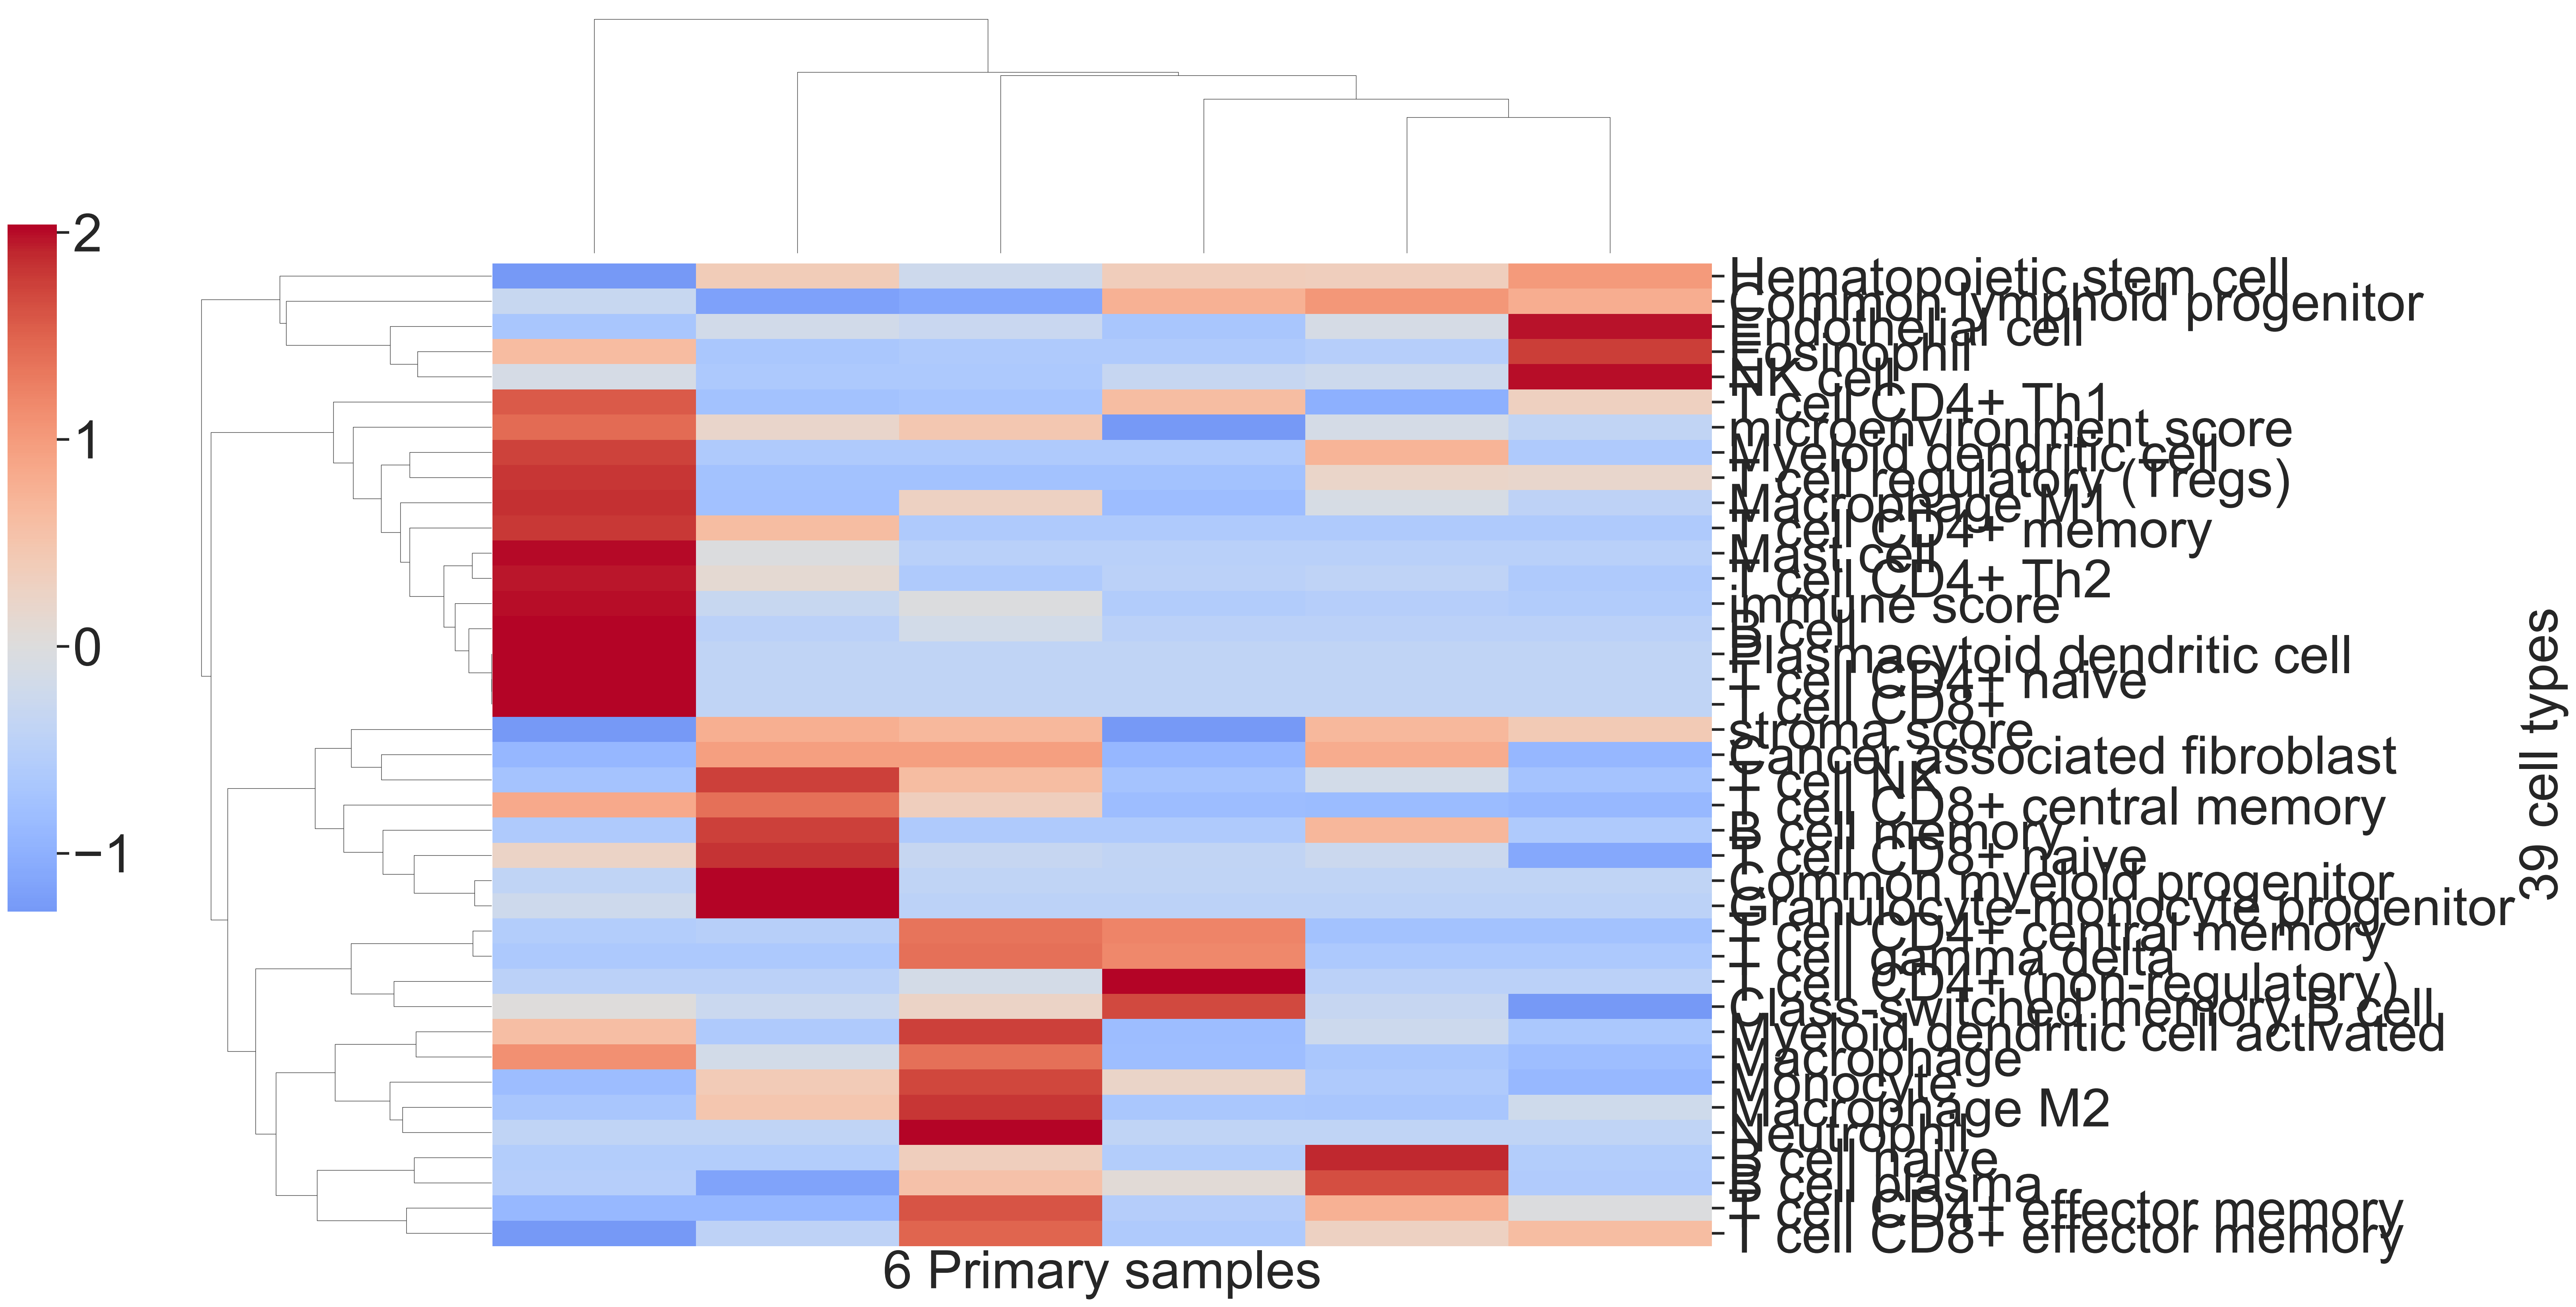 2
1
0
−1
Hematopoietic stem cell
Common lymphoid progenitor
Endothelial cell
Eosinophil
NK cell
T cell CD4+ Th1
microenvironment score
Myeloid dendritic cell
T cell regulatory (Tregs)
Macrophage M1
T cell CD4+ memory
Mast cell
T cell CD4+ Th2
immune score
B cell
Plasmacytoid dendritic cell
T cell CD4+ naive
T cell CD8+
stroma score
Cancer associated fibroblast
T cell NK
T cell CD8+ central memory
B cell memory
T cell CD8+ naive
Common myeloid progenitor
Granulocyte-monocyte progenitor
T cell CD4+ central memory
T cell gamma delta
T cell CD4+ (non-regulatory)
Class-switched memory B cell
Myeloid dendritic cell activated
Macrophage
Monocyte
Macrophage M2
Neutrophil
B cell naive
B cell plasma
T cell CD4+ effector memory
T cell CD8+ effector memory
39 cell types
6 Primary samples